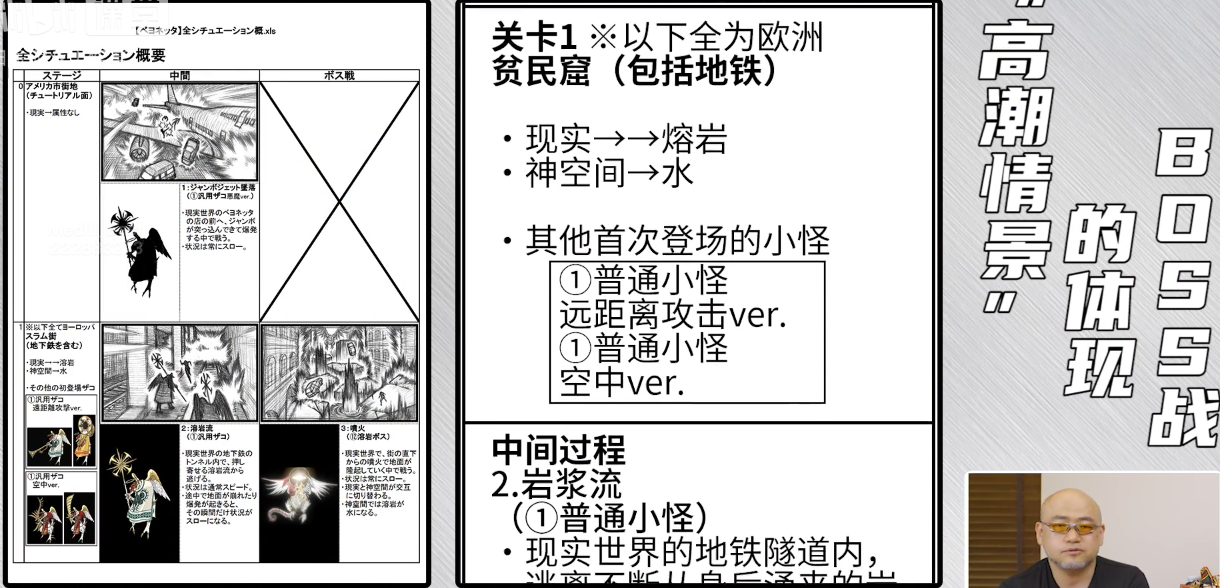 【ベヨネッタ】全シチュエーション概.xls
全シチュエーション概要
ステージ
中間
ボス戦
0
アメリカ市街地
(チュートリアル面)
・現実→属性なし
1:ジャンボジェット墜落
(①汎用ザコ悪魔ver.)
・現実世界のベヨネッタ
の店の前へ、ジャンボ
が突っ込んできて爆発
する中で戦う。
・状況は常にスロー。
1
※以下全てヨーロッパ
スラム街
(地下鉄を含む)
・現実→→溶岩
・神空間→水
・その他の初登場ザコ
①汎用ザコ
遠距離攻撃ver.
①汎用ザコ
空中ver.
2:溶岩流
(①汎用ザコ)
・現実世界の地下鉄の
トンネル内で、押し
寄せる溶岩流から
逃げる。
・状況は通常スピード。
・途中で地面が崩れたり
爆発が起きると、
その瞬間だけ状況が
スローになる。
3:噴火
(⑫溶岩ボス)
・現実世界で、街の直下
からの噴火で地面が
隆起していく中で戦う。
・状況は常にスロー。
・現実と神空間が交互
に切り替わる。
・神空間では溶岩が
水になる。
关卡1 ※以下全为欧洲
贫民窟（包括地铁）
・现实→→熔岩
・神空间→水
・其他首次登场的小怪
①普通小怪
远距离攻击ver.
①普通小怪
空中ver.
中间过程
2.岩浆流
（①普通小怪）
・现实世界的地铁隧道内，
逃离不断从身后涌来的岩
BOSS战
的体现
"高潮情景"